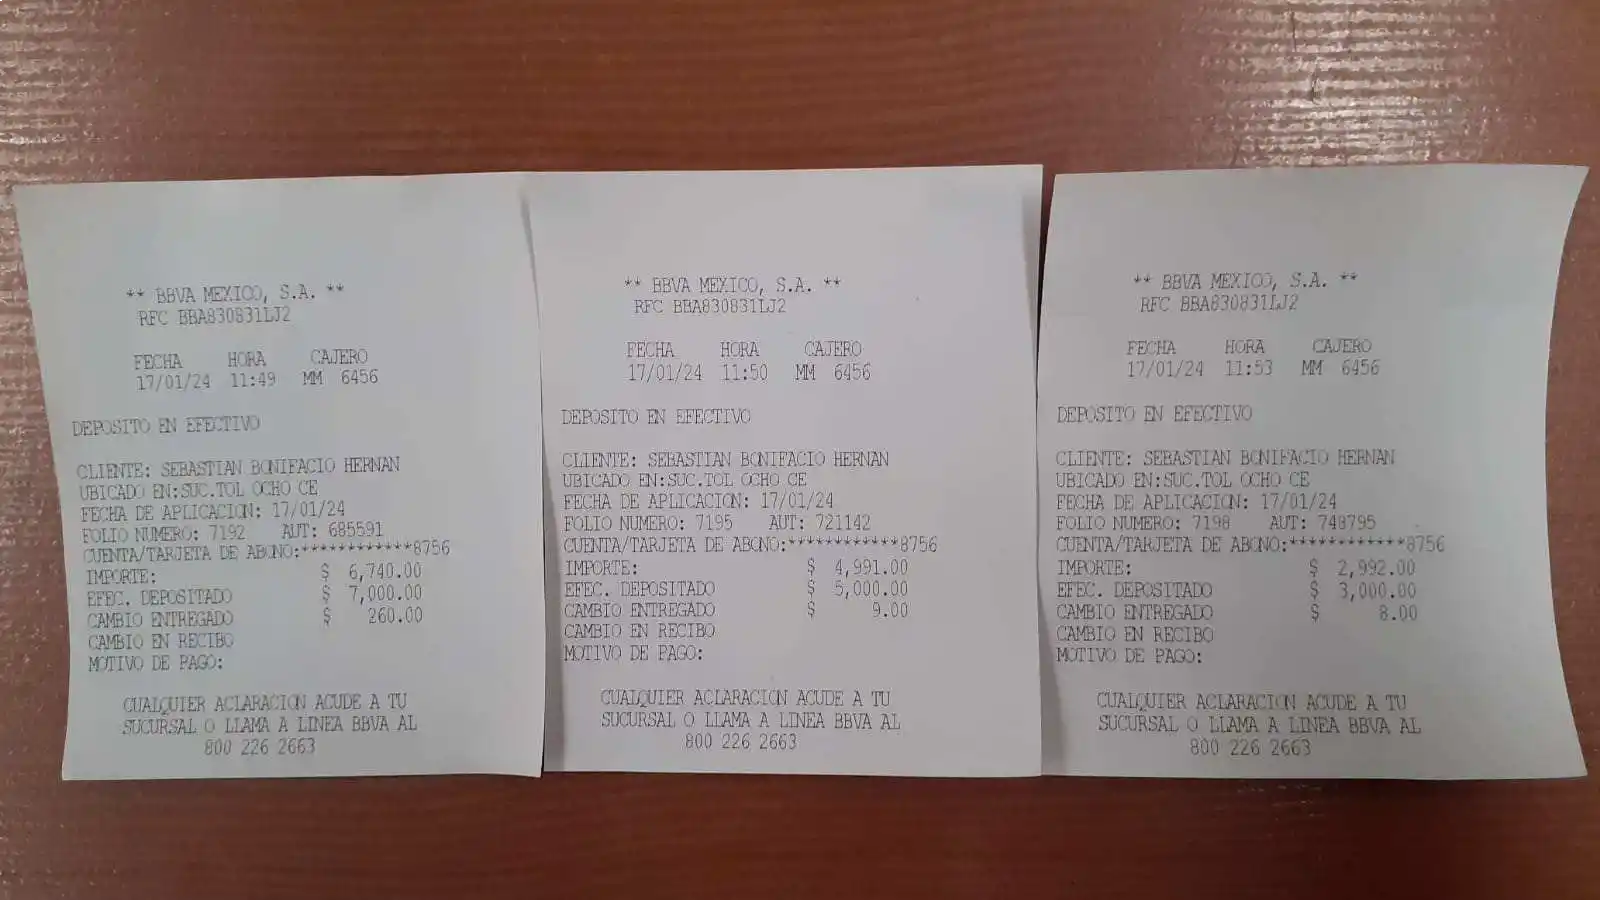 ** BBVA MEXICO, S.A. **
RFC BBA830831LJ2
FECHA HORA CAJERO
17/01/24 11:49 MM 6456
DEPOSITO EN EFECTIVO
CLIENTE: SEBASTIAN BONIFACIO HERNAN
UBICADO EN:SUC.TOL OCHO CE
FECHA DE APLICACION: 17/01/24
FOLIO NUMERO: 7192 AUT: 685591
CUENTA/TARJETA DE ABONO:************8756
IMPORTE: $ 6,740.00
EFEC. DEPOSITADO $ 7,000.00
CAMBIO ENTREGADO $ 260.00
CAMBIO EN RECIBO
MOTIVO DE PAGO:
CUALQUIER ACLARACION ACUDE A TU
SUCURSAL O LLAMA A LINEA BBVA AL
800 226 2663
** BBVA MEXICO, S.A. **
RFC BBA830831LJ2
FECHA HORA CAJERO
17/01/24 11:50 MM 6456
DEPOSITO EN EFECTIVO
CLIENTE: SEBASTIAN BONIFACIO HERNAN
UBICADO EN:SUC.TOL OCHO CE
FECHA DE APLICACION: 17/01/24
FOLIO NUMERO: 7195 AUT: 721142
CUENTA/TARJETA DE ABONO:************8756
IMPORTE: $ 4,991.00
EFEC. DEPOSITADO $ 5,000.00
CAMBIO ENTREGADO $ 9.00
CAMBIO EN RECIBO
MOTIVO DE PAGO:
CUALQUIER ACLARACION ACUDE A TU
SUCURSAL O LLAMA A LINEA BBVA AL
800 226 2663
** BBVA MEXICO, S.A. **
RFC BBA830831LJ2
FECHA HORA CAJERO
17/01/24 11:53 MM 6456
DEPOSITO EN EFECTIVO
CLIENTE: SEBASTIAN BONIFACIO HERNAN
UBICADO EN:SUC.TOL OCHO CE
FECHA DE APLICACION: 17/01/24
FOLIO NUMERO: 7198 AUT: 748795
CUENTA/TARJETA DE ABONO:************8756
IMPORTE: $ 2,992.00
EFEC. DEPOSITADO $ 3,000.00
CAMBIO ENTREGADO $ 8.00
CAMBIO EN RECIBO
MOTIVO DE PAGO:
CUALQUIER ACLARACION ACUDE A TU
SUCURSAL O LLAMA A LINEA BBVA AL
800 226 2663